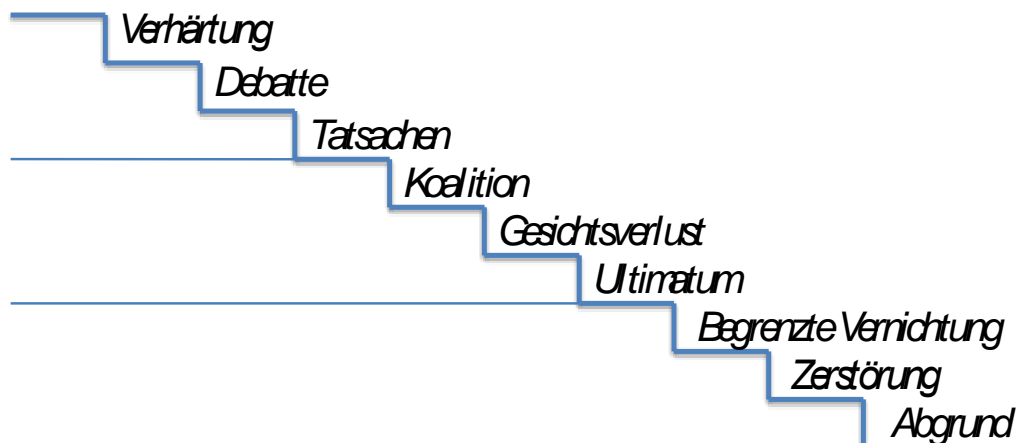 Verhärtung
Debatte
Tatsachen
Koalition
Gesichtsverlust
Ultimatum
Begrenzte Vernichtung
Zerstörung
Abgrund